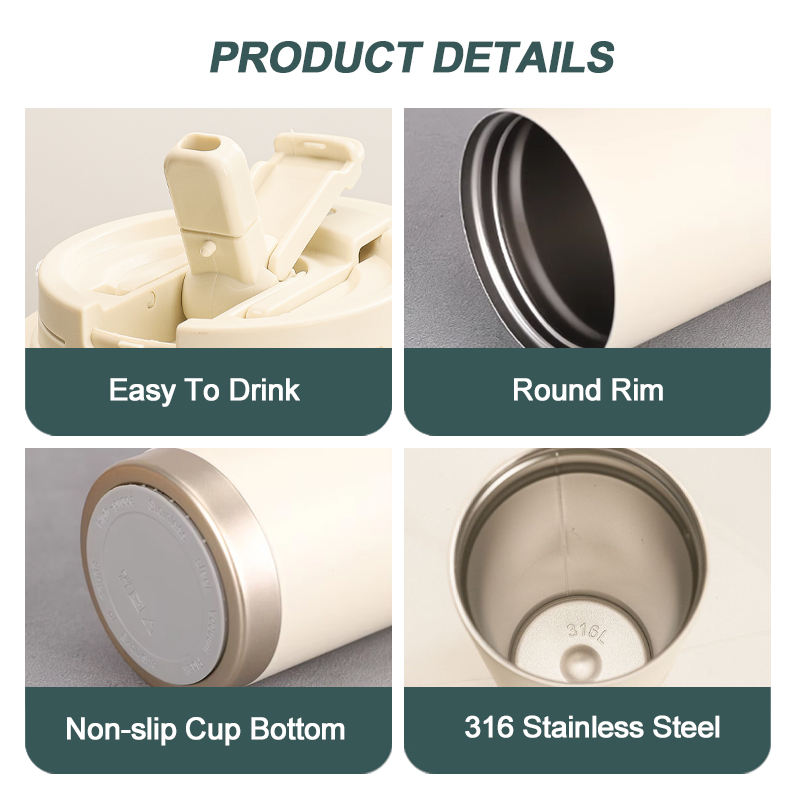 PRODUCT DETAILS
Easy To Drink
Round Rim
Non-slip Cup Bottom
316 Stainless Steel
316L